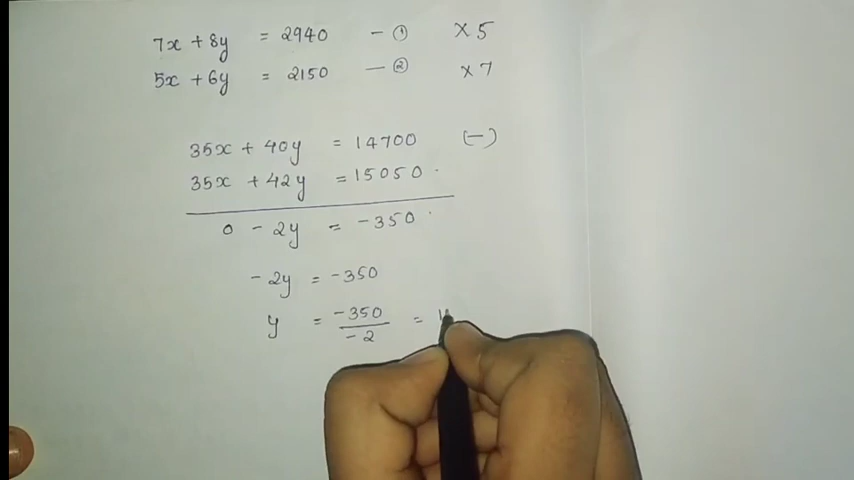 7x + 8y = 2940 — ① × 5
5x + 6y = 2150 — ② × 7
35x + 40y = 14700 (−)
35x + 42y = 15050.
0 − 2y = −350.
−2y = −350
y = −350/−2 = 1